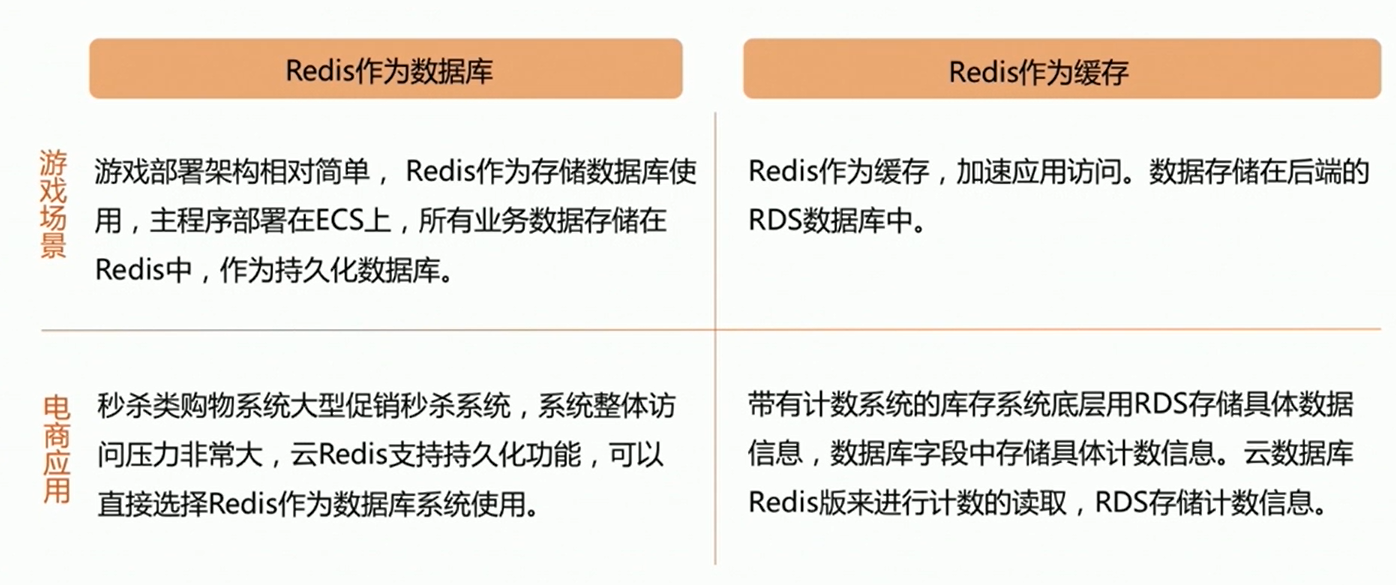 Redis作为数据库
Redis作为缓存
游戏场景
游戏部署架构相对简单， Redis作为存储数据库使
用，主程序部署在ECS上，所有业务数据存储在
Redis中，作为持久化数据库。
Redis作为缓存，加速应用访问。数据存储在后端的
RDS数据库中。
电商应用
秒杀类购物系统大型促销秒杀系统，系统整体访
问压力非常大，云Redis支持持久化功能，可以
直接选择Redis作为数据库系统使用。
带有计数系统的库存系统底层用RDS存储具体数据
信息，数据库字段中存储具体计数信息。云数据库
Redis版来进行计数的读取，RDS存储计数信息。